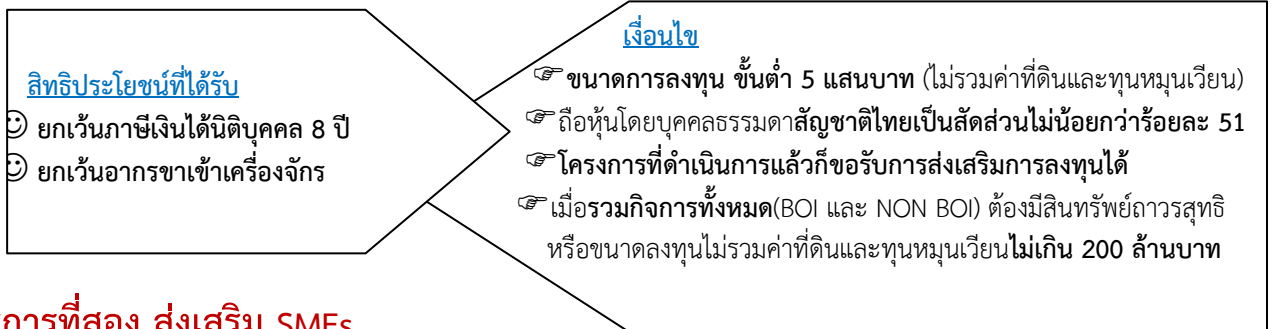 สิทธิประโยชน์ที่ได้รับ
☺ ยกเว้นภาษีเงินได้นิติบุคคล 8 ปี
☺ ยกเว้นอากรขาเข้าเครื่องจักร
เงื่อนไข
☞ ขนาดการลงทุน ขั้นต่ำ 5 แสนบาท (ไม่รวมค่าที่ดินและทุนหมุนเวียน)
☞ ถือหุ้นโดยบุคคลธรรมดาสัญชาติไทยเป็นสัดส่วนไม่น้อยกว่าร้อยละ 51
☞ โครงการที่ดำเนินการแล้วก็ขอรับการส่งเสริมการลงทุนได้
☞ เมื่อรวมกิจการทั้งหมด(BOI และ NON BOI) ต้องมีสินทรัพย์ถาวรสุทธิ
หรือขนาดลงทุนไม่รวมค่าที่ดินและทุนหมุนเวียนไม่เกิน 200 ล้านบาท
การที่สอง ส่งเสริม SMEs